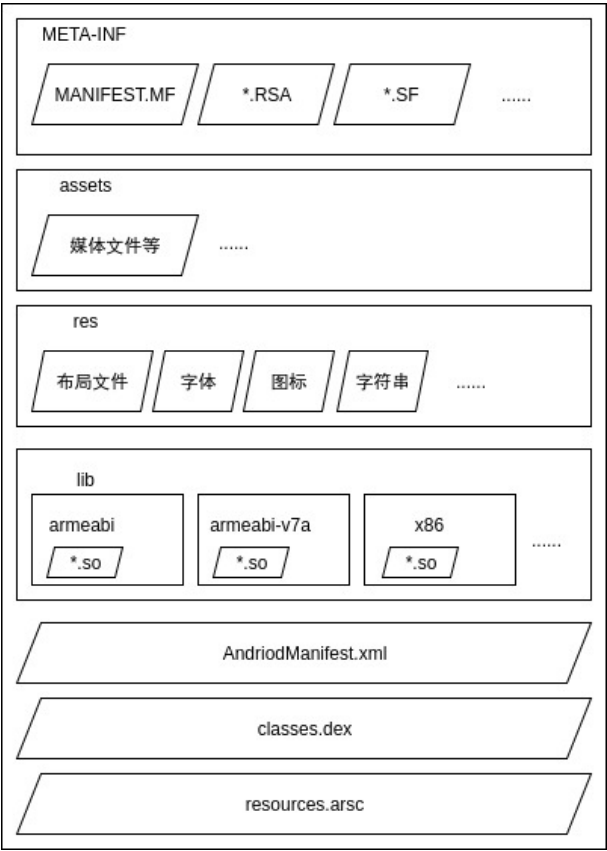 META-INF
MANIFEST.MF *.RSA *.SF ......
assets
媒体文件等 ......
res
布局文件 字体 图标 字符串 ......
lib
armeabi armeabi-v7a x86
*.so *.so *.so ......
AndriodManifest.xml
classes.dex
resources.arsc